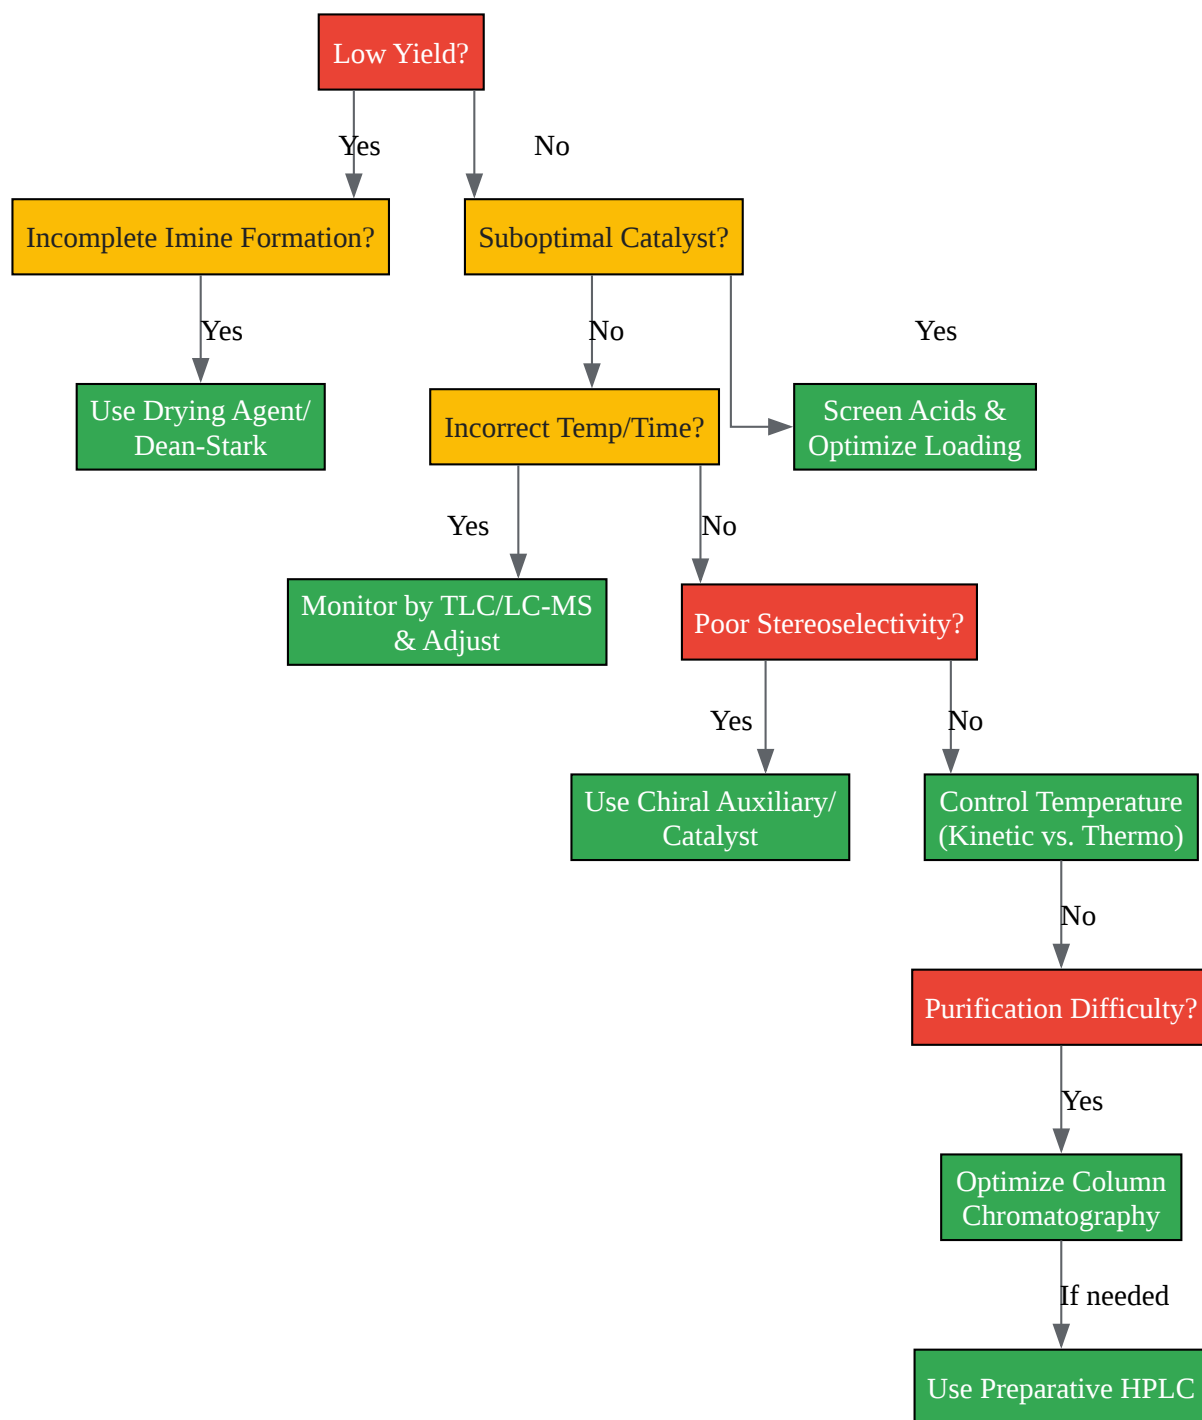 Low Yield?
Yes
No
Incomplete Imine Formation?
Suboptimal Catalyst?
Yes
No
Yes
Use Drying Agent/
Dean-Stark
Incorrect Temp/Time?
Screen Acids &
Optimize Loading
Yes
No
Monitor by TLC/LC-MS
& Adjust
Poor Stereoselectivity?
Yes
No
Use Chiral Auxiliary/
Catalyst
Control Temperature
(Kinetic vs. Thermo)
No
Purification Difficulty?
Yes
Optimize Column
Chromatography
If needed
Use Preparative HPLC